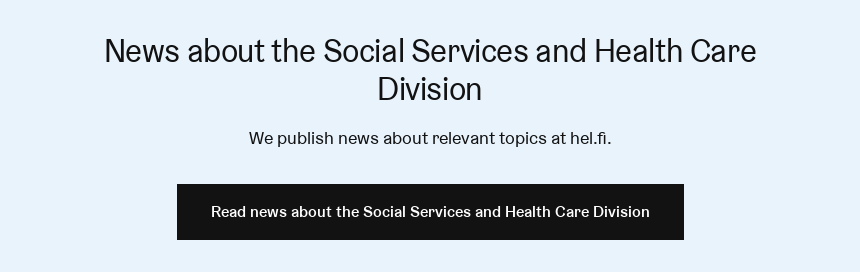 News about the Social Services and Health Care
Division
We publish news about relevant topics at hel.fi.
Read news about the Social Services and Health Care Division